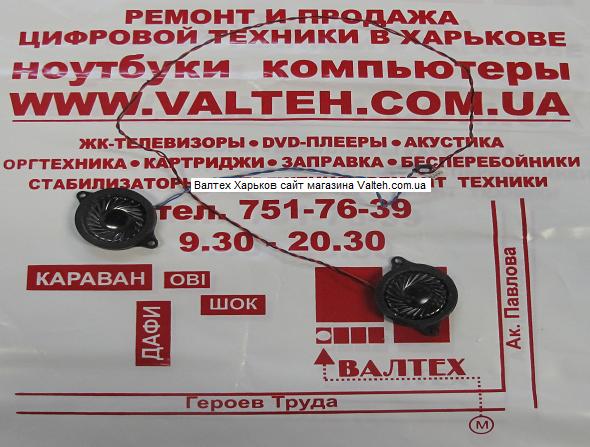 РЕМОНТ И ПРОДАЖА
ЦИФРОВОЙ ТЕХНИКИ В ХАРЬКОВЕ
ноутбуки компьютеры
WWW.VALTEH.COM.UA
ЖК-ТЕЛЕВИЗОРЫ • DVD-ПЛЕЕРЫ • АКУСТИКА
ОРГТЕХНИКА • КАРТРИДЖИ • ЗАПРАВКА • БЕСПЕРЕБОЙНИКИ
СТАБИЛИЗАТОРЫ ТЕХНИКИ
Валтех Харьков сайт магазина Valteh.com.ua
тел. 751-76-39
9.30 - 20.30
КАРАВАН
ОВІ
ШОК
ДАФИ
Ак. Павлова
ВАЛТЕХ
Героев Труда
М